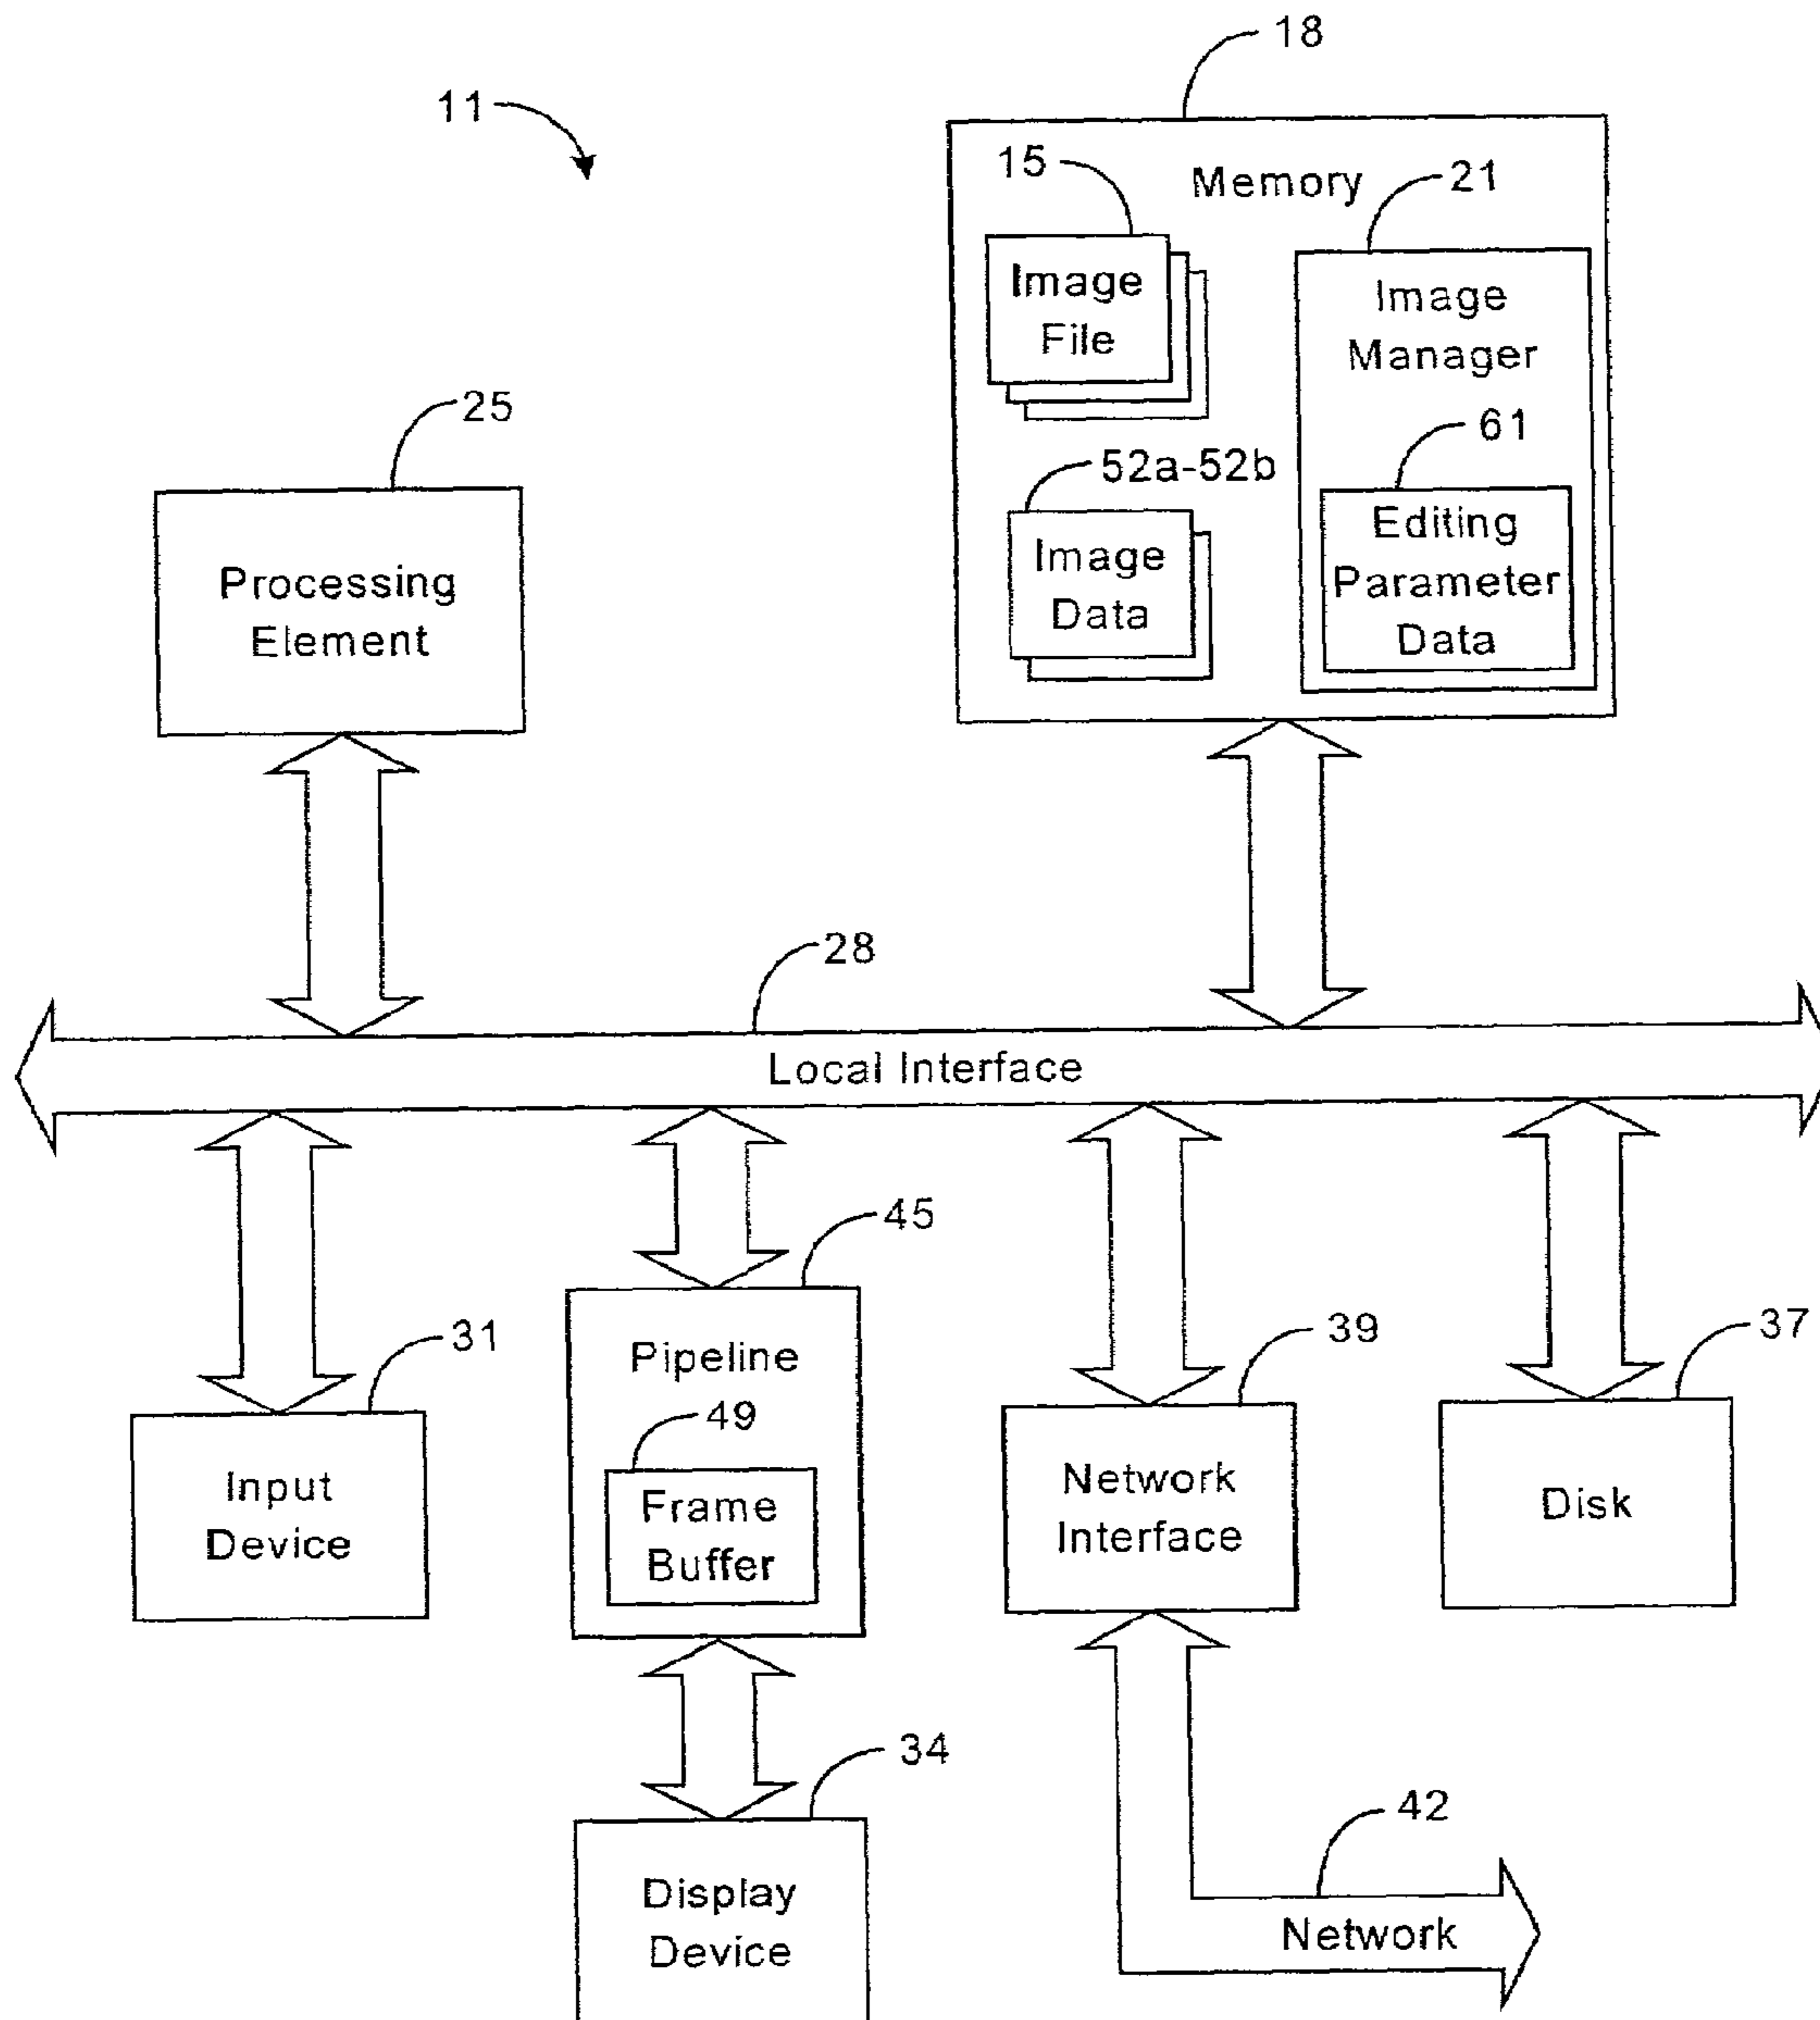 18
11
15
Memory
21
Image
File
Image
Manager
25
61
52a-52b
Editing
Parameter
Data
Image
Data
Processing
Element
28
Local Interface
45
31
Pipeline
39
37
49
Input
Device
Frame
Buffer
Network
Interface
Disk
34
42
Display
Device
Network